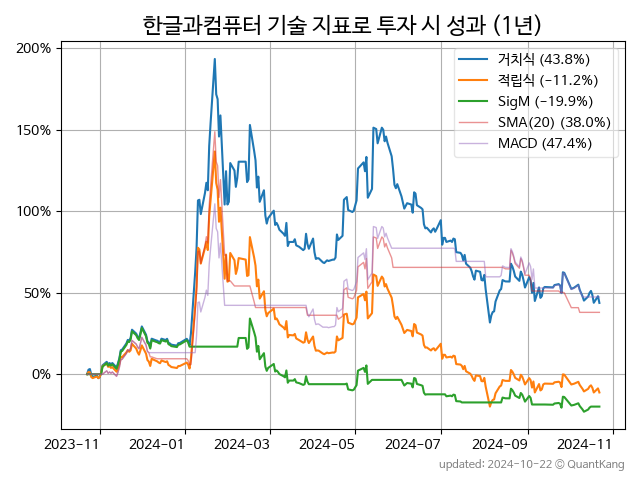 한글과컴퓨터 기술 지표로 투자 시 성과 (1년)
거치식 (43.8%)
적립식 (−11.2%)
SigM (−19.9%)
SMA(20) (38.0%)
MACD (47.4%)
200%
150%
100%
50%
0%
2023-11 2024-01 2024-03 2024-05 2024-07 2024-09 2024-11
updated: 2024-10-22 © QuantKang